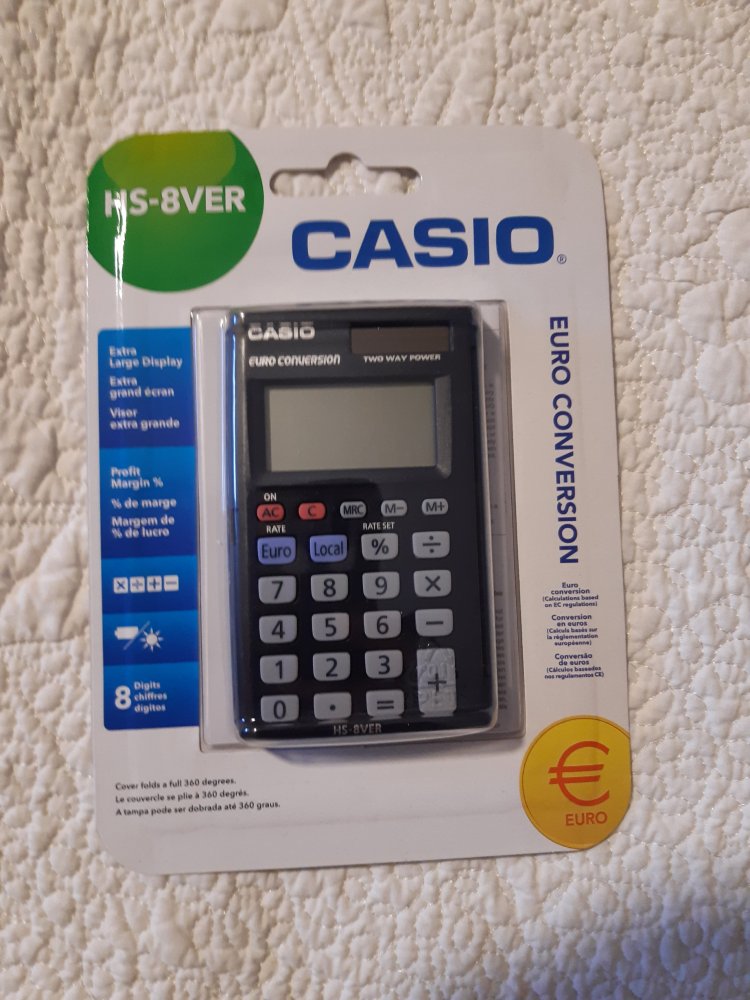 HS-8VER
CASIO®
EURO CONVERSION
Extra
Large Display
Extra
grand écran
Visor
extra grande
Profit
Margin %
% de marge
Margem de
% de lucro
× ÷ + −
8 Digits
chiffres
digitos
CASIO
EURO CONVERSION TWO WAY POWER
ON
AC C MRC M− M+
RATE RATE SET
Euro Local % ÷
7 8 9 ×
4 5 6 −
1 2 3 +
0 . =
HS-8VER
Euro
conversion
(Calculations based
on EC regulations)
Conversion
en euros
(Calculs basés sur
la réglementation
européenne)
Conversão
de euros
(Cálculos baseados
nos regulamentos CE)
Cover folds a full 360 degrees.
Le couvercle se plie à 360 degrés.
A tampa pode ser dobrada até 360 graus.
€
EURO